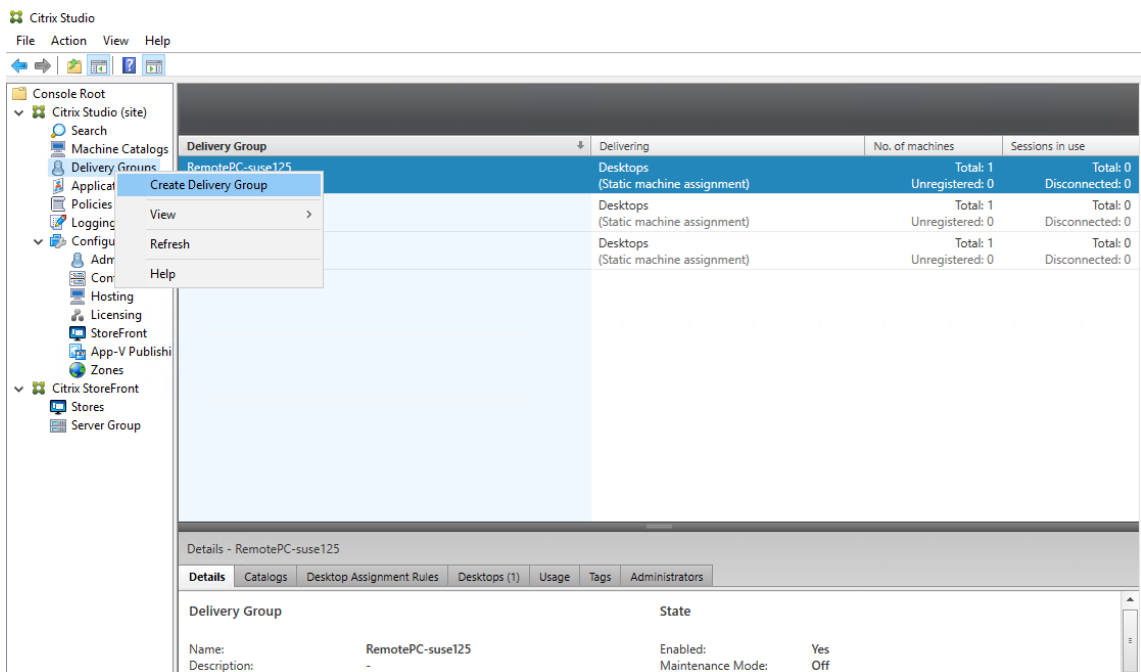 Citrix Studio
File Action View Help
Console Root
Citrix Studio (site)
Search
Machine Catalogs
Delivery Groups
Applicat
Policies
Logging
Configu
Adm
Con
Hosting
Licensing
StoreFront
App-V Publishi
Zones
Citrix StoreFront
Stores
Server Group
Create Delivery Group
View
Refresh
Help
Delivery Group Delivering No. of machines Sessions in use
RemotePC-suse125 Desktops Total: 1 Total: 0
(Static machine assignment) Unregistered: 0 Disconnected: 0
Desktops Total: 1 Total: 0
(Static machine assignment) Unregistered: 0 Disconnected: 0
Desktops Total: 1 Total: 0
(Static machine assignment) Unregistered: 0 Disconnected: 0
Details - RemotePC-suse125
Details Catalogs Desktop Assignment Rules Desktops (1) Usage Tags Administrators
Delivery Group State
Name: RemotePC-suse125 Enabled: Yes
Description: - Maintenance Mode: Off